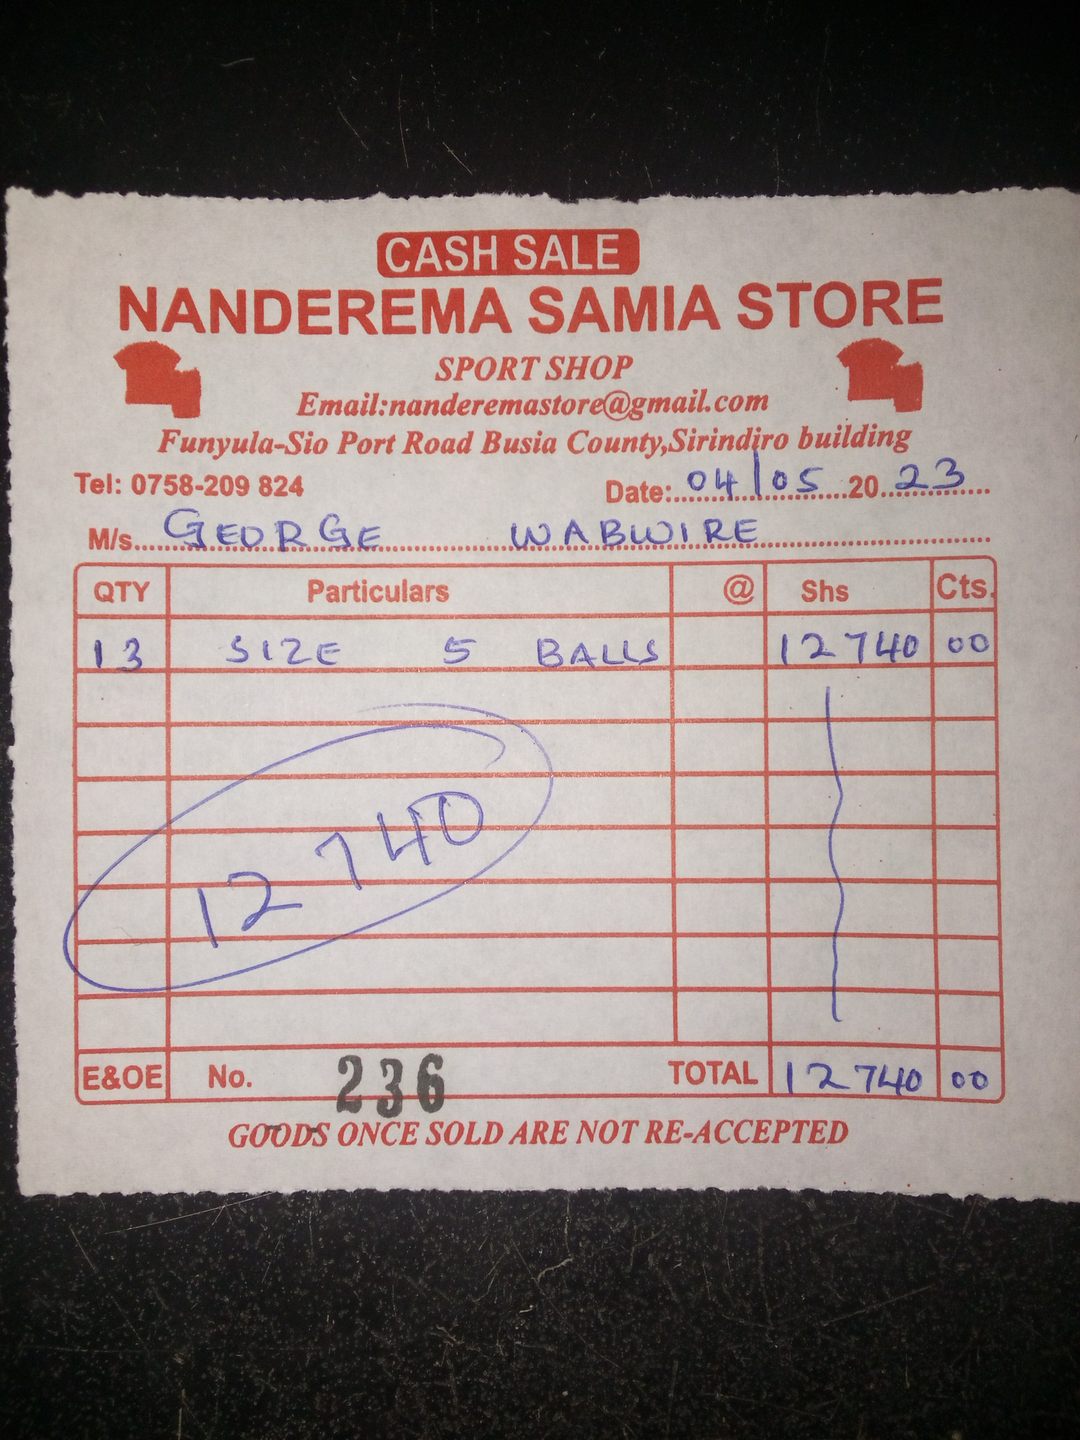 CASH SALE
NANDEREMA SAMIA STORE
SPORT SHOP
Email:nanderemastore@gmail.com
Funyula-Sio Port Road Busia County,Sirindiro building
Tel: 0758-209 824 Date: 04/05 20 23
M/s. GEORGE WABWIRE
QTY Particulars @ Shs Cts.
13 SIZE 5 BALLS 12740 00
12740
E&OE No. 236 TOTAL 12740 00
GOODS ONCE SOLD ARE NOT RE-ACCEPTED